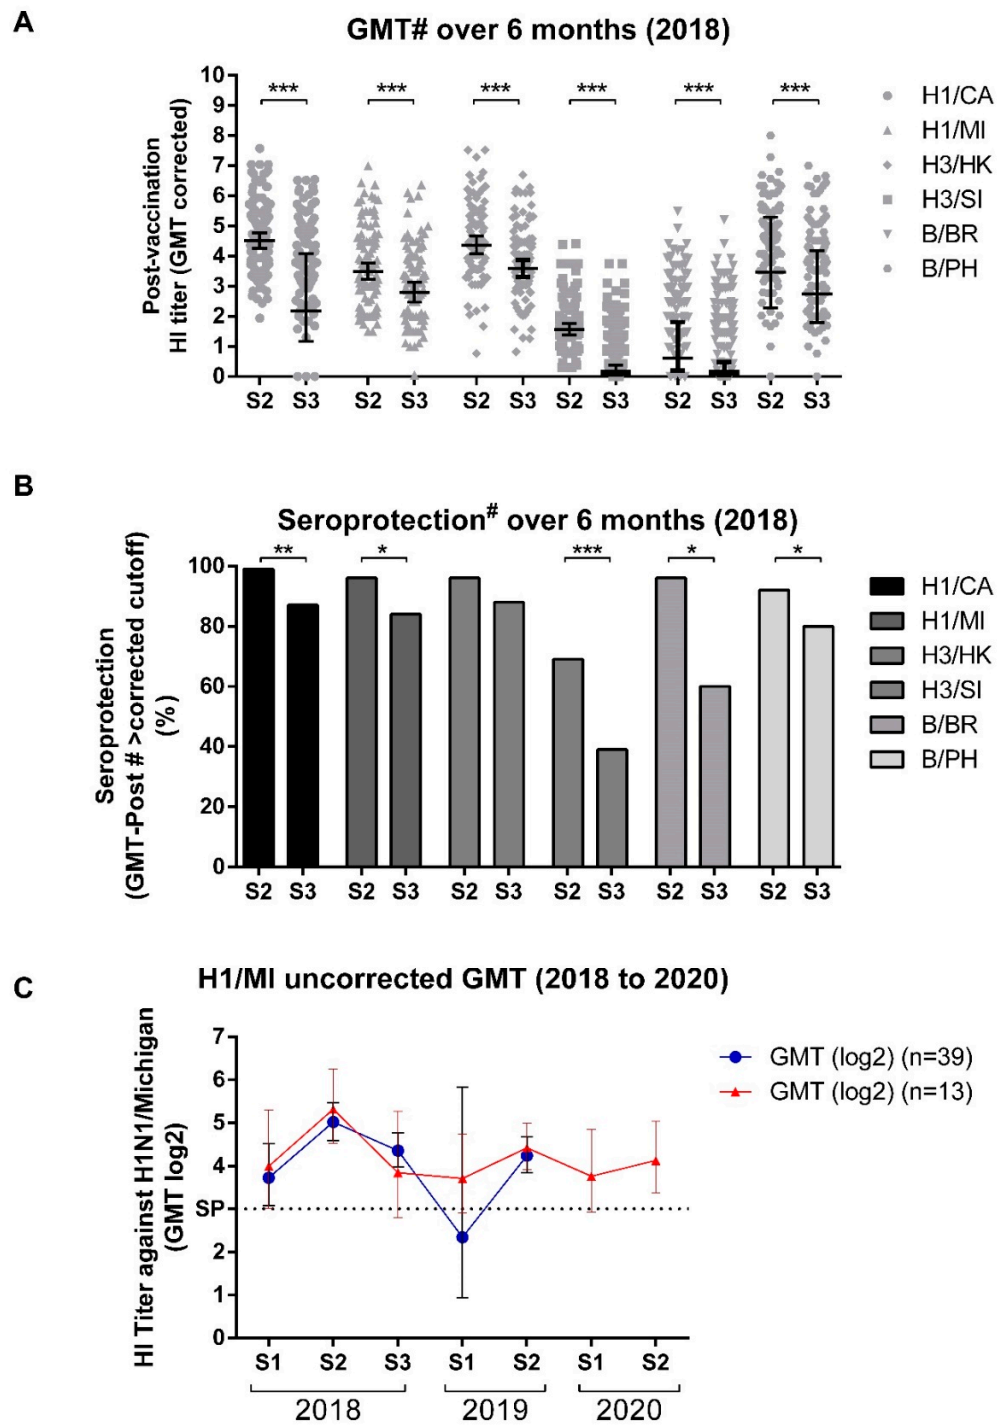 A
GMT# over 6 months (2018)
Post-vaccination
HI titer (GMT corrected)
10
9
8
7
6
5
4
3
2
1
0
*** *** *** *** *** ***
S2 S3 S2 S3 S2 S3 S2 S3 S2 S3 S2 S3
H1/CA
H1/MI
H3/HK
H3/SI
B/BR
B/PH
B
Seroprotection# over 6 months (2018)
Seroprotection
(GMT-Post # >corrected cutoff)
(%)
100
80
60
40
20
0
** * *** * *
S2 S3 S2 S3 S2 S3 S2 S3 S2 S3 S2 S3
H1/CA
H1/MI
H3/HK
H3/SI
B/BR
B/PH
C
H1/MI uncorrected GMT (2018 to 2020)
HI Titer against H1N1/Michigan
(GMT log2)
7
6
5
4
SP
2
1
0
S1 S2 S3 S1 S2 S1 S2
2018 2019 2020
GMT (log2) (n=39)
GMT (log2) (n=13)